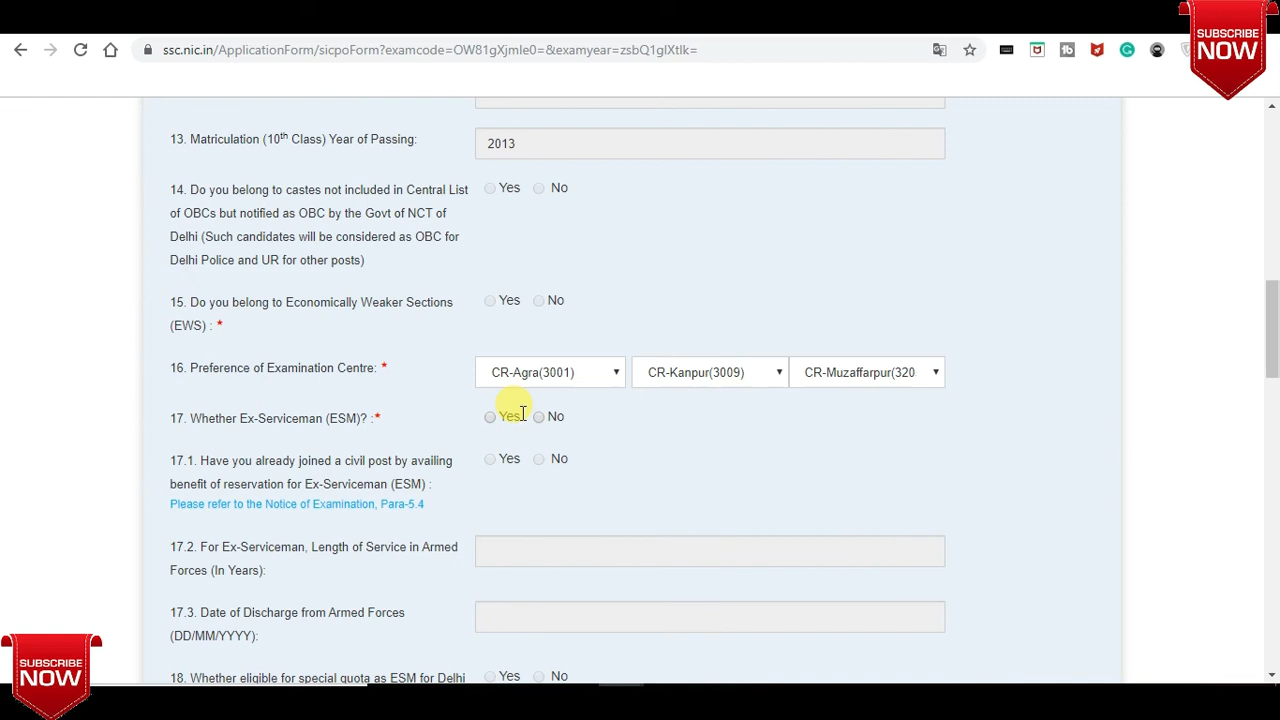 SUBSCRIBE
NOW
ssc.nic.in/ApplicationForm/sicpoForm?examcode=OW81gXjmle0=&examyear=zsbQ1glXtlk=
13. Matriculation (10th Class) Year of Passing:
2013
14. Do you belong to castes not included in Central List
of OBCs but notified as OBC by the Govt of NCT of
Delhi (Such candidates will be considered as OBC for
Delhi Police and UR for other posts)
Yes No
15. Do you belong to Economically Weaker Sections
(EWS) : *
Yes No
16. Preference of Examination Centre: *
CR-Agra(3001) CR-Kanpur(3009) CR-Muzaffarpur(320
17. Whether Ex-Serviceman (ESM)? :*
Yes No
17.1. Have you already joined a civil post by availing
benefit of reservation for Ex-Serviceman (ESM) :
Please refer to the Notice of Examination, Para-5.4
Yes No
17.2. For Ex-Serviceman, Length of Service in Armed
Forces (In Years):
17.3. Date of Discharge from Armed Forces
(DD/MM/YYYY):
18. Whether eligible for special quota as ESM for Delhi
Yes No
SUBSCRIBE
NOW